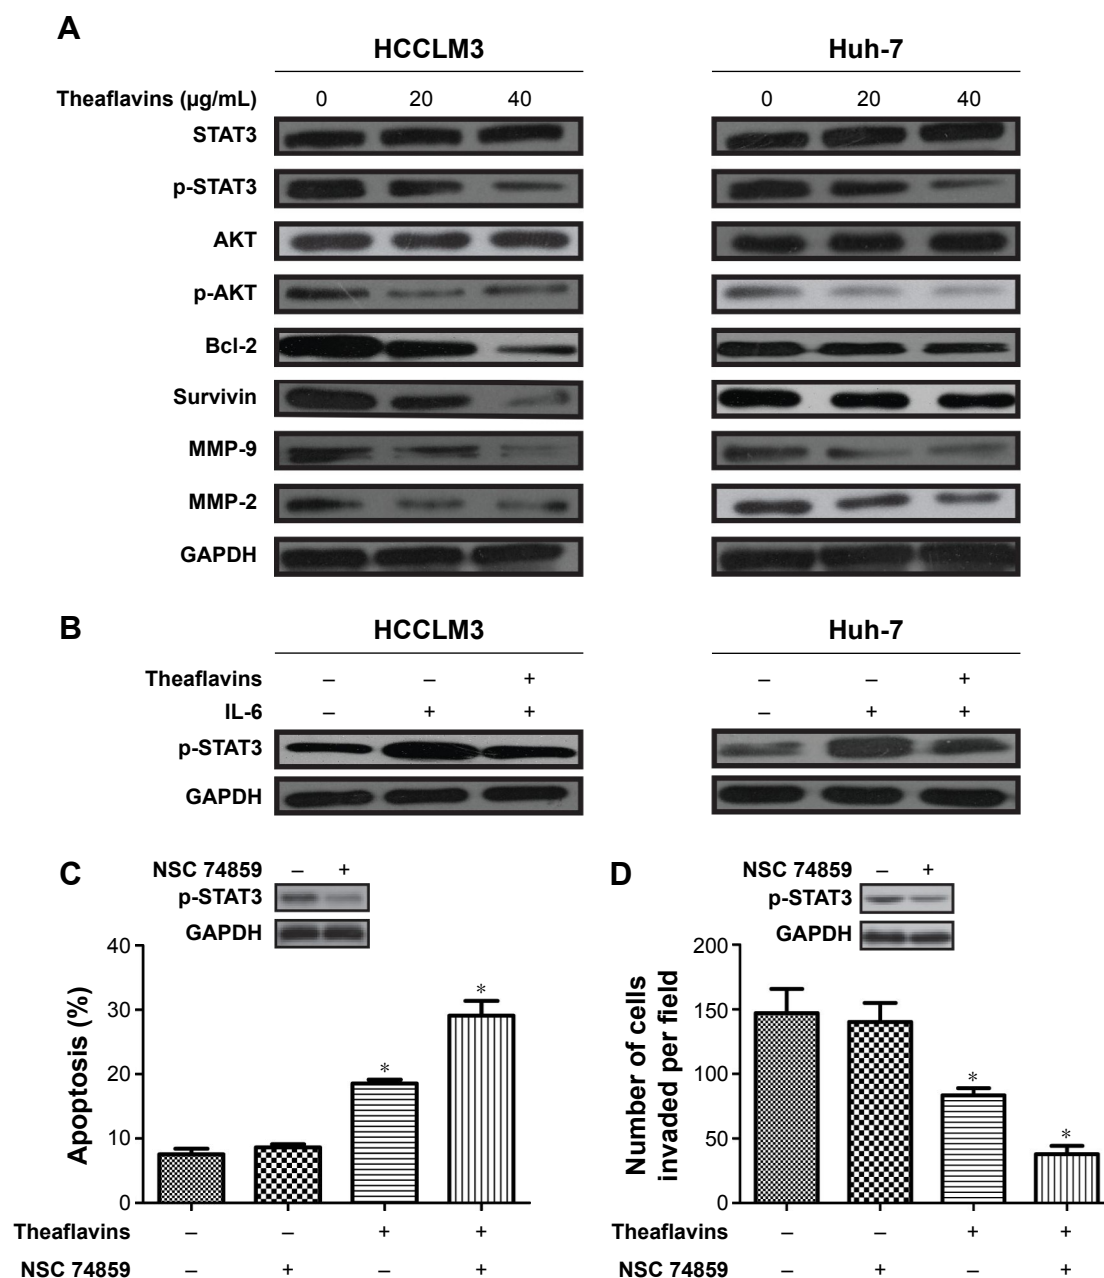 A
HCCLM3 Huh-7
Theaflavins (µg/mL) 0 20 40 0 20 40
STAT3
p-STAT3
AKT
p-AKT
Bcl-2
Survivin
MMP-9
MMP-2
GAPDH
B
HCCLM3 Huh-7
Theaflavins – – + – – +
IL-6 – + + – + +
p-STAT3
GAPDH
C
NSC 74859 – +
p-STAT3
GAPDH
40
30
20
10
0
Apoptosis (%)
* *
Theaflavins – – + +
NSC 74859 – + – +
D
NSC 74859 – +
p-STAT3
GAPDH
200
150
100
50
0
Number of cells
invaded per field
* *
Theaflavins – – + +
NSC 74859 – + – +